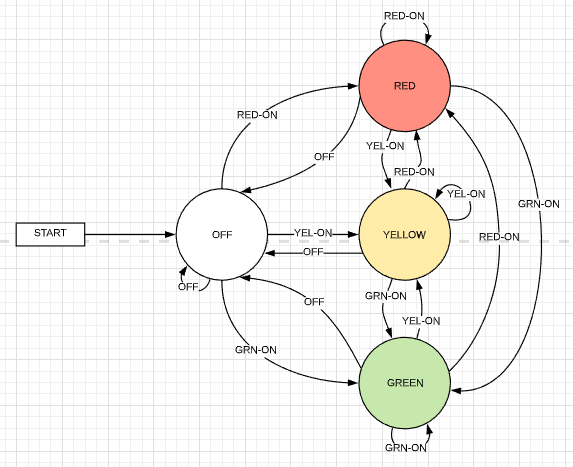 RED-ON
RED
RED-ON
YEL-ON
OFF
RED-ON
YEL-ON
GRN-ON
START
OFF
YEL-ON
YELLOW
RED-ON
OFF
OFF
GRN-ON
OFF
YEL-ON
GRN-ON
GREEN
GRN-ON